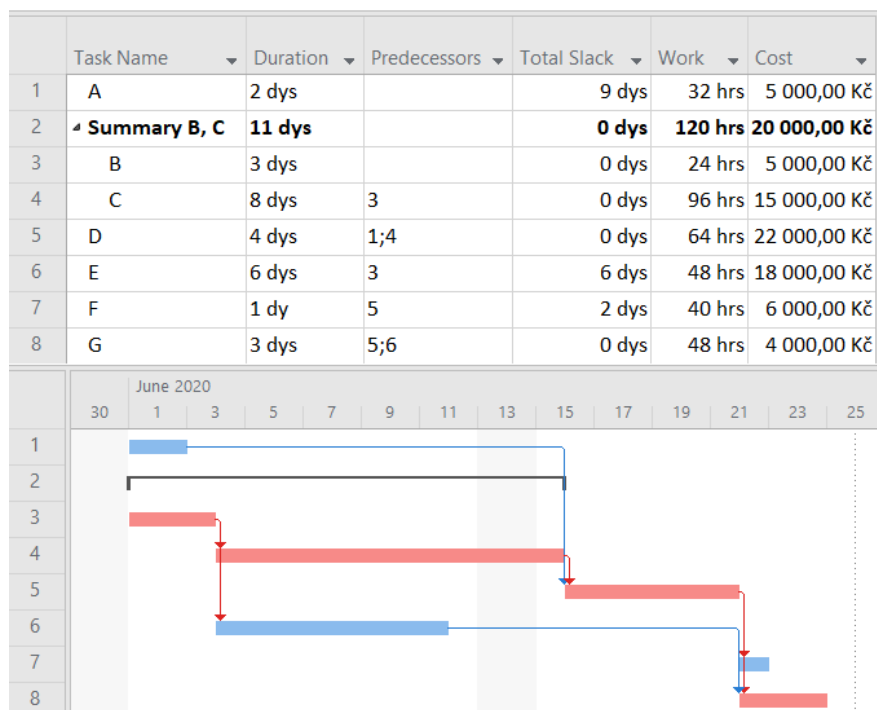 Task Name Duration Predecessors Total Slack Work Cost
1 A 2 dys 9 dys 32 hrs 5 000,00 Kč
2 Summary B, C 11 dys 0 dys 120 hrs 20 000,00 Kč
3 B 3 dys 0 dys 24 hrs 5 000,00 Kč
4 C 8 dys 3 0 dys 96 hrs 15 000,00 Kč
5 D 4 dys 1;4 0 dys 64 hrs 22 000,00 Kč
6 E 6 dys 3 6 dys 48 hrs 18 000,00 Kč
7 F 1 dy 5 2 dys 40 hrs 6 000,00 Kč
8 G 3 dys 5;6 0 dys 48 hrs 4 000,00 Kč
June 2020
30 1 3 5 7 9 11 13 15 17 19 21 23 25
1
2
3
4
5
6
7
8